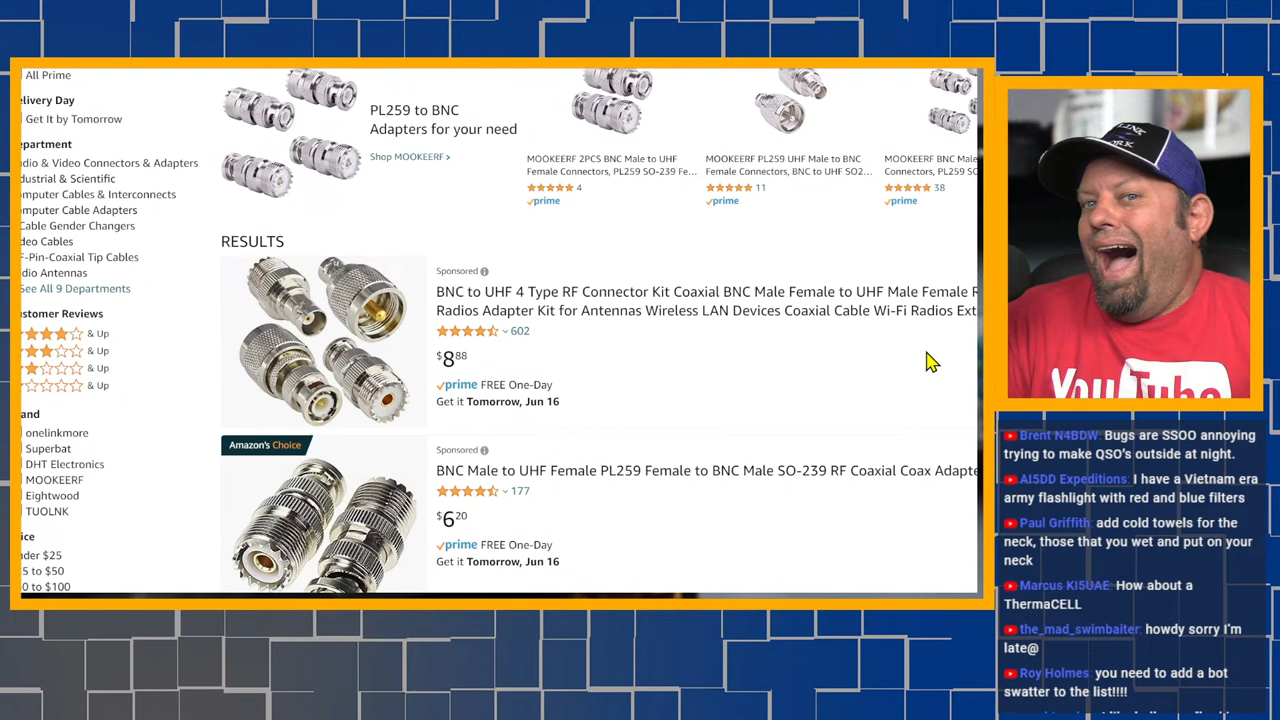 All Prime
elivery Day
Get It by Tomorrow
epartment
dio & Video Connectors & Adapters
dustrial & Scientific
omputer Cable & Interconnects
omputer Cable Adapters
Cable Gender Changers
deo Cables
F-Pin-Coaxial Tip Cables
dio Antennas
See All 9 Departments
ustomer Reviews
& Up
& Up
& Up
& Up
and
onelinkmore
Superbat
DHT Electronics
MOOKEERF
Eightwood
TUOLNK
ice
nder $25
5 to $50
0 to $100
PL259 to BNC
Adapters for your need
Shop MOOKEERF >
MOOKEERF 2PCS BNC Male to UHF
Female Connectors, PL259 SO-239 Fe...
4
prime
MOOKEERF PL259 UHF Male to BNC
Connectors, BNC to UHF SO2...
11
prime
MOOKEERF BNC Male
Connectors, PL259 SO
38
prime
RESULTS
Sponsored
BNC to UHF 4 Type RF Connector Kit Coaxial BNC Male Female to UHF Male Female R
Radios Adapter Kit for Antennas Wireless LAN Devices Coaxial Cable Wi-Fi Radios Ext
602
$8 88
prime FREE One-Day
Get it Tomorrow, Jun 16
Amazon's Choice
Sponsored
BNC Male to UHF Female PL259 Female to BNC Male SO-239 RF Coaxial Coax Adapte
177
$6 20
prime FREE One-Day
Get it Tomorrow, Jun 16
LINK
RK
YouTube
Brent N4BDW: Bugs are SSOO annoying
trying to make QSO's outside at night.
AI5DD Expeditions: I have a Vietnam era
army flashlight with red and blue filters
Paul Griffith: add cold towels for the
neck, those that you wet and put on your
neck
Marcus KI5UAE: How about a
ThermaCELL
the_mad_swimbaiter: howdy sorry I'm
late@
Roy Holmes: you need to add a bot
swatter to the list!!!!